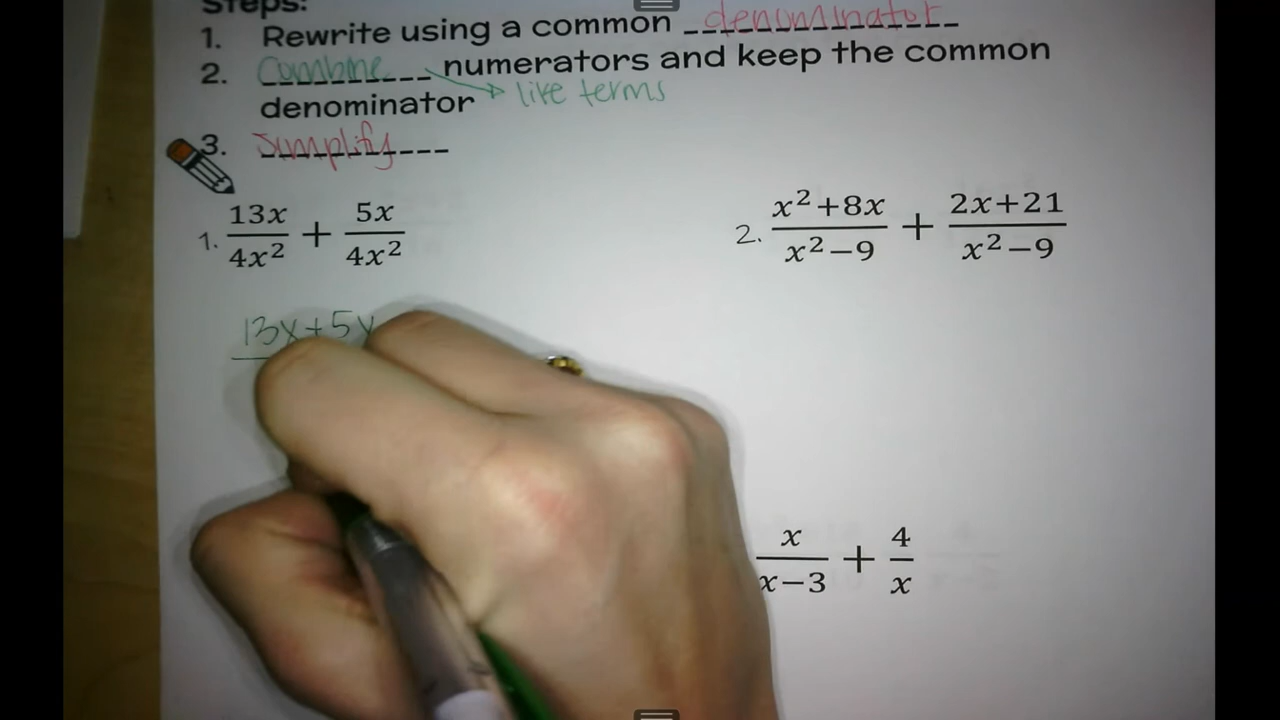 Steps:
1. Rewrite using a common denominator
2. Combine numerators and keep the common
denominator → like terms
3. Simplify
1. 13x/4x² + 5x/4x²
2. x²+8x/x²−9 + 2x+21/x²−9
13x+5x
x/x−3 + 4/x